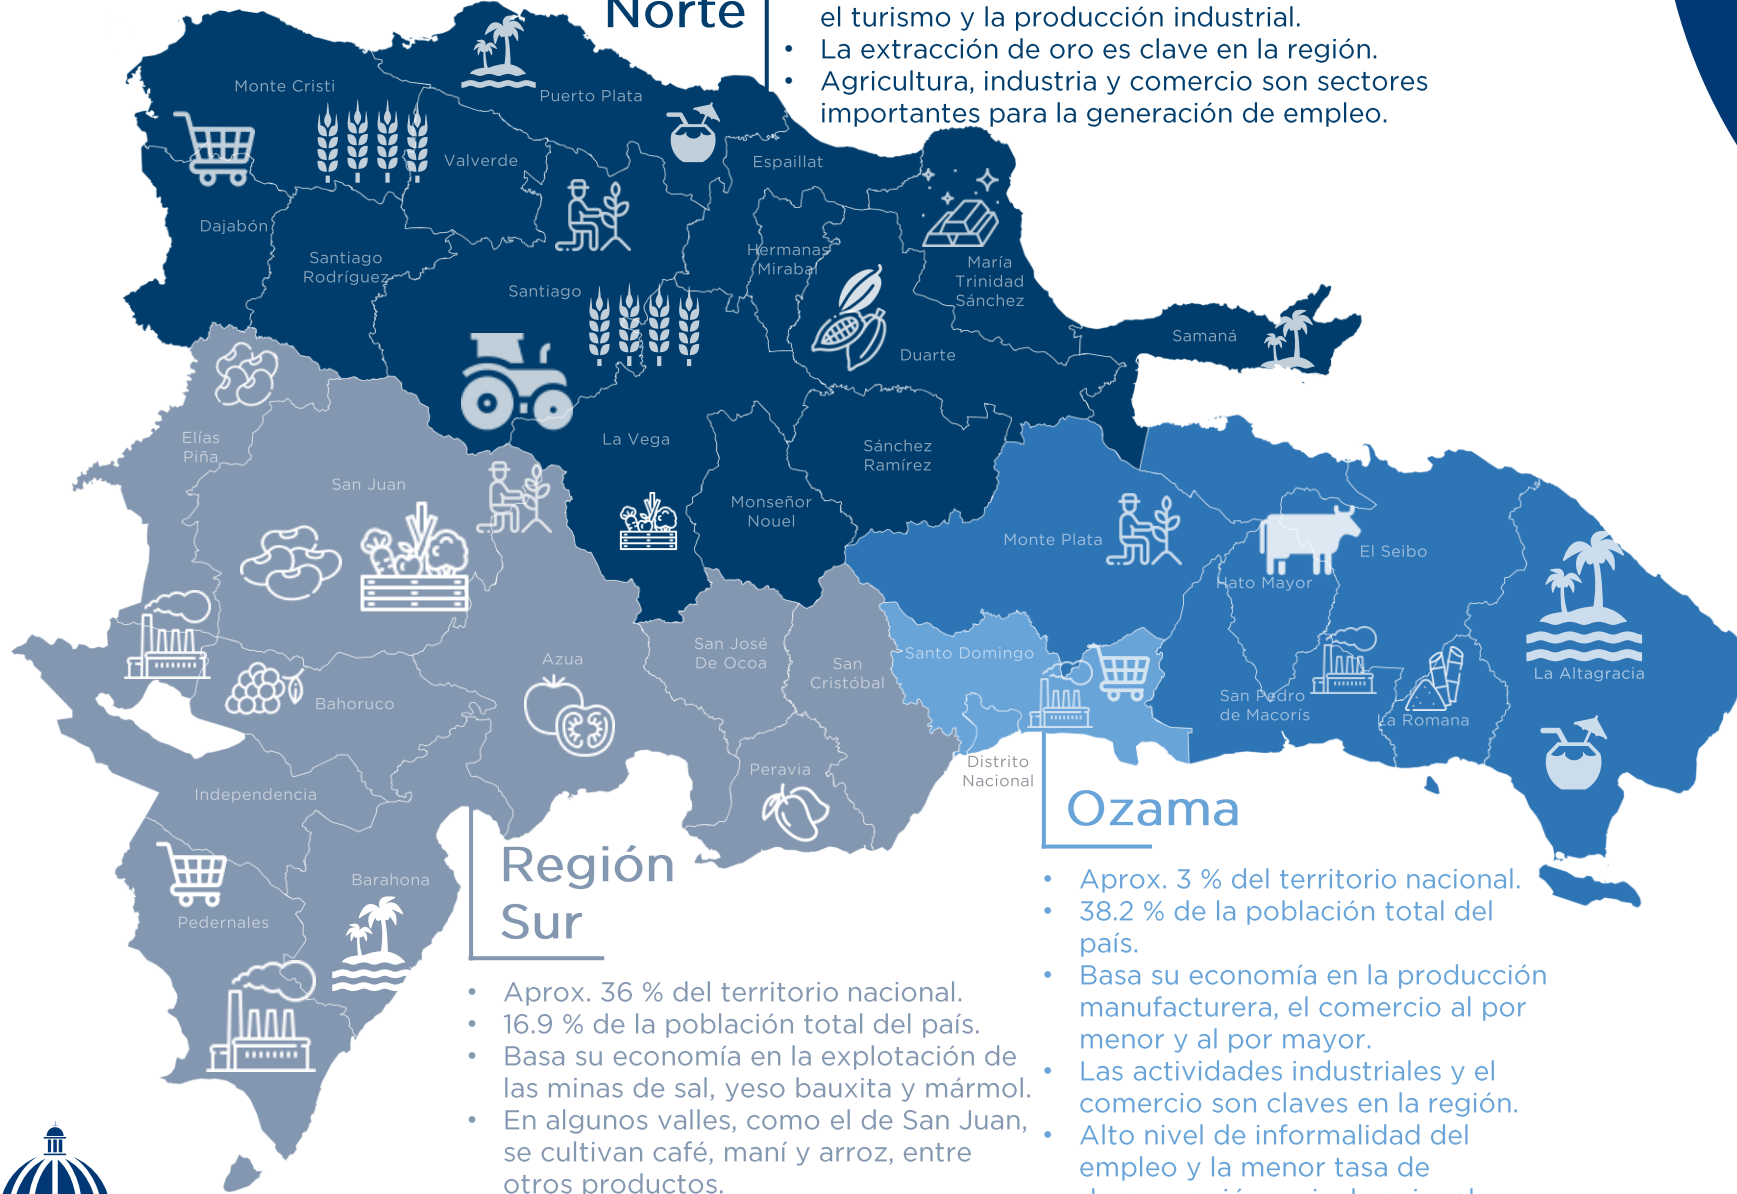 Norte
el turismo y la producción industrial.
• La extracción de oro es clave en la región.
• Agricultura, industria y comercio son sectores
importantes para la generación de empleo.
Monte Cristi
Puerto Plata
Valverde
Espaillat
Dajabón
Santiago
Rodríguez
Santiago
Hermanas
Mirabal
María
Trinidad
Sánchez
Duarte
Samaná
La Vega
Sánchez
Ramírez
Monseñor
Nouel
Elías
Piña
San Juan
Azua
Bahoruco
Independencia
Barahona
Pedernales
San José
De Ocoa
San
Cristóbal
Peravia
Monte Plata
Hato Mayor
El Seibo
La Altagracia
San Pedro
de Macorís
La Romana
Santo Domingo
Distrito
Nacional
Región
Sur
• Aprox. 36 % del territorio nacional.
• 16.9 % de la población total del país.
• Basa su economía en la explotación de
las minas de sal, yeso bauxita y mármol.
• En algunos valles, como el de San Juan,
se cultivan café, maní y arroz, entre
otros productos.
Ozama
• Aprox. 3 % del territorio nacional.
• 38.2 % de la población total del
país.
• Basa su economía en la producción
manufacturera, el comercio al por
menor y al por mayor.
• Las actividades industriales y el
comercio son claves en la región.
• Alto nivel de informalidad del
empleo y la menor tasa de